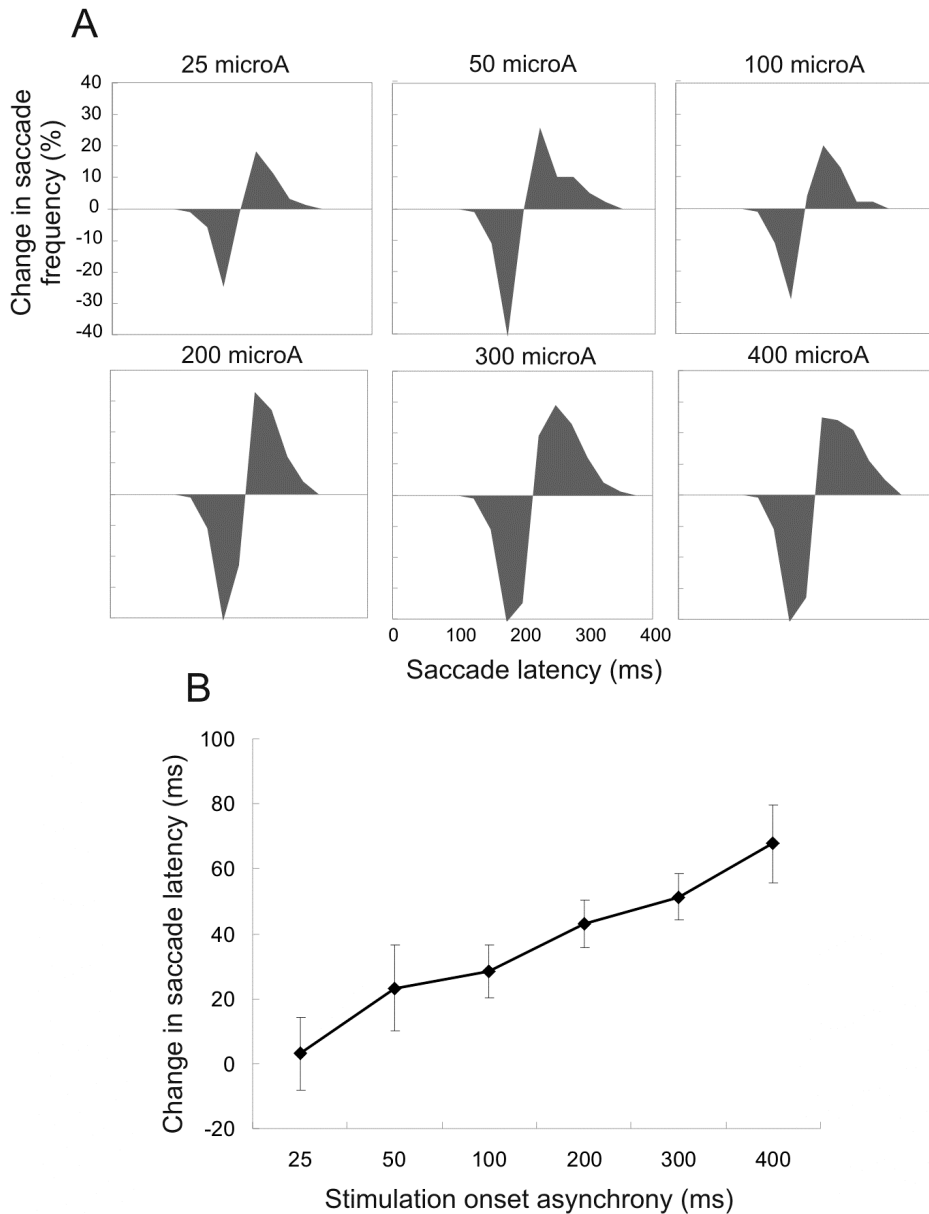 A
25 microA
50 microA
100 microA
Change in saccade
frequency (%)
40
30
20
10
0
-10
-20
-30
-40
200 microA
300 microA
400 microA
0 100 200 300 400
Saccade latency (ms)
B
Change in saccade latency (ms)
100
80
60
40
20
0
-20
25 50 100 200 300 400
Stimulation onset asynchrony (ms)